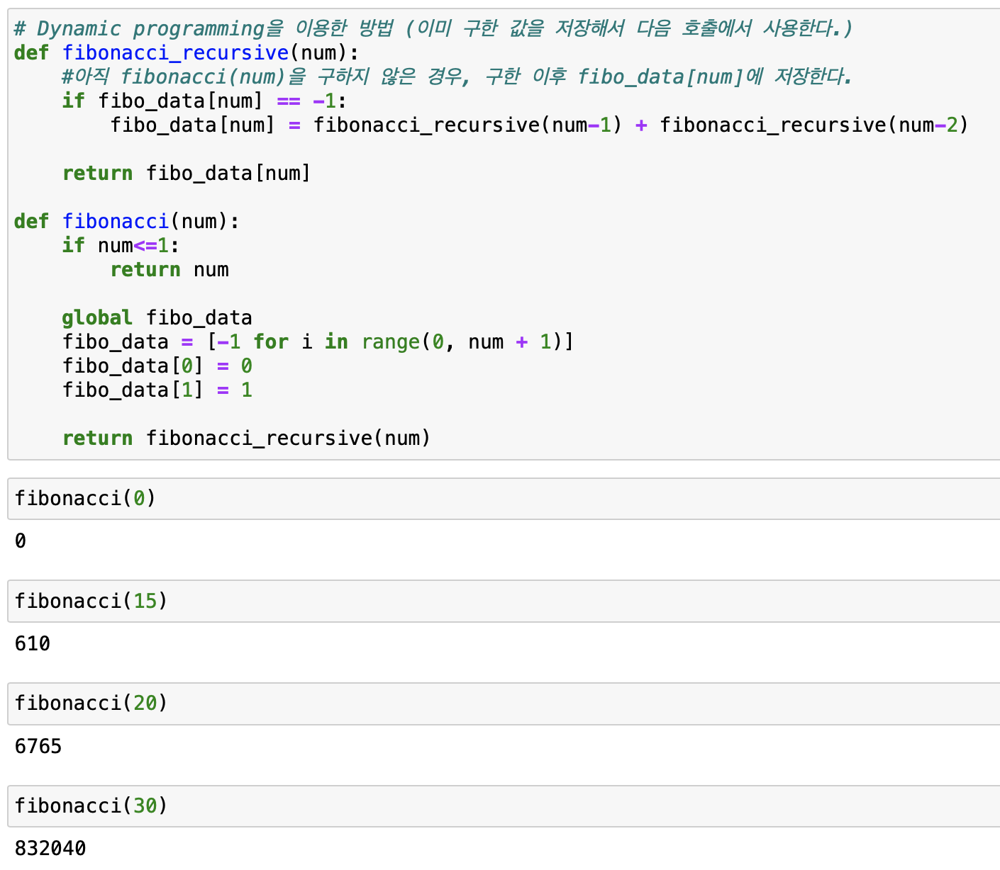 # Dynamic programming을 이용한 방법 (이미 구한 값을 저장해서 다음 호출에서 사용한다.)
def fibonacci_recursive(num):
    #아직 fibonacci(num)을 구하지 않은 경우, 구한 이후 fibo_data[num]에 저장한다.
    if fibo_data[num] == -1:
        fibo_data[num] = fibonacci_recursive(num-1) + fibonacci_recursive(num-2)
    return fibo_data[num]
def fibonacci(num):
    if num<=1:
        return num
    global fibo_data
    fibo_data = [-1 for i in range(0, num + 1)]
    fibo_data[0] = 0
    fibo_data[1] = 1
    return fibonacci_recursive(num)
fibonacci(0)
0
fibonacci(15)
610
fibonacci(20)
6765
fibonacci(30)
832040